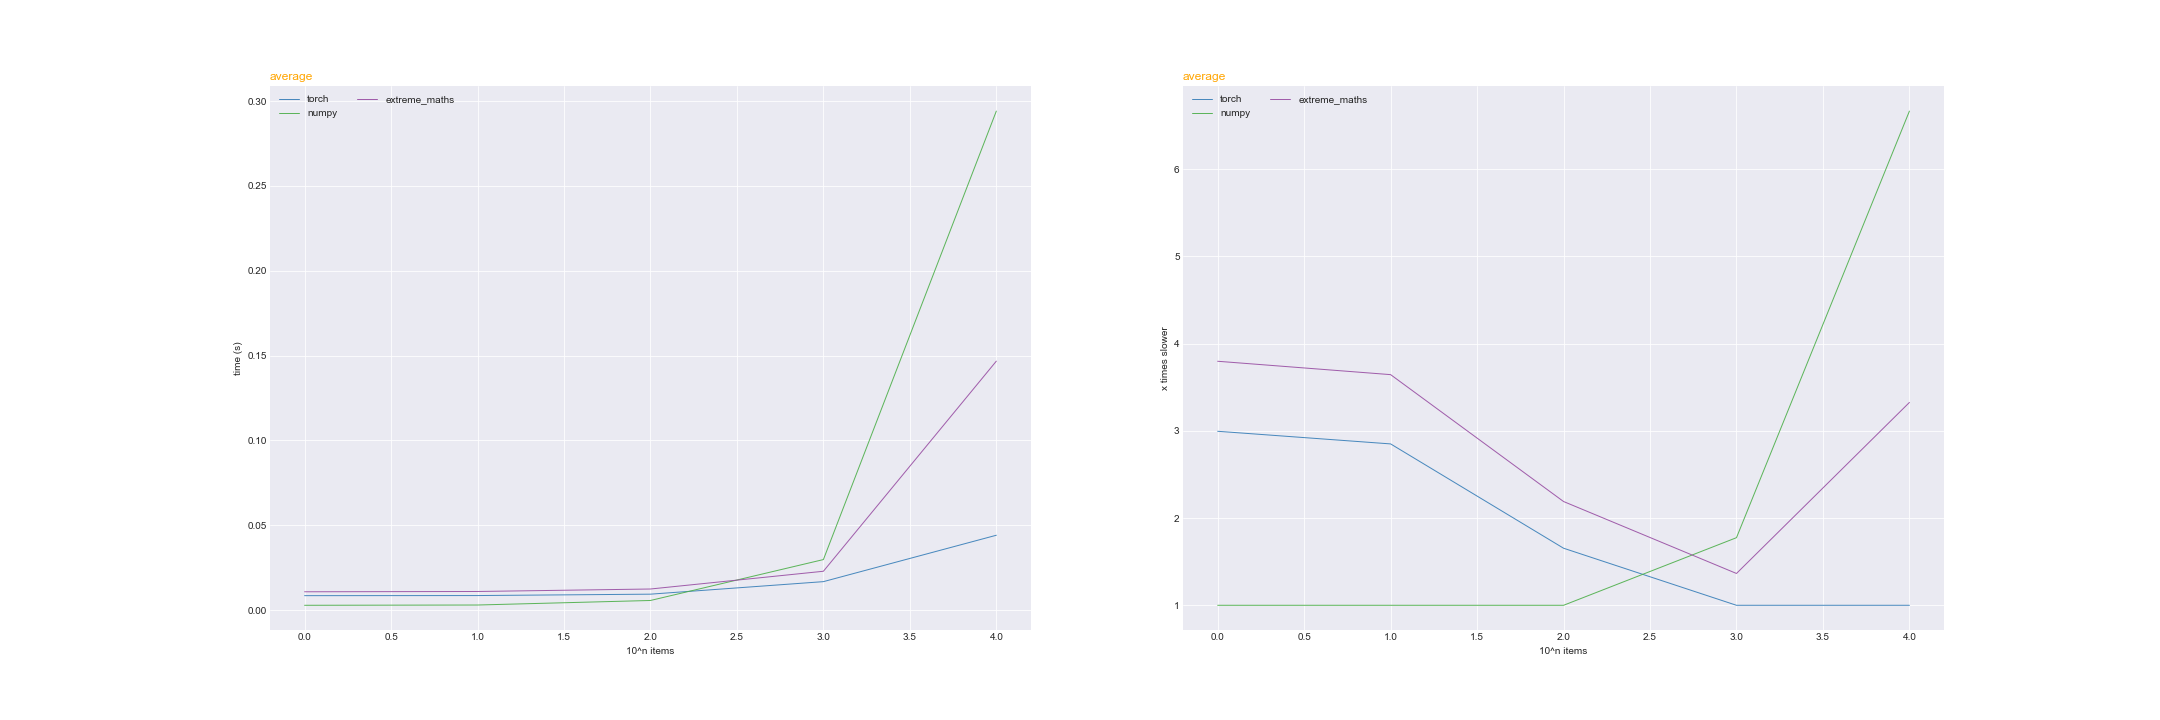 average
torch
extreme_maths
numpy
0.30
0.25
0.20
0.15
0.10
0.05
0.00
time (s)
0.0 0.5 1.0 1.5 2.0 2.5 3.0 3.5 4.0
10^n items
average
torch
extreme_maths
numpy
6
5
4
3
2
1
x times slower
0.0 0.5 1.0 1.5 2.0 2.5 3.0 3.5 4.0
10^n items